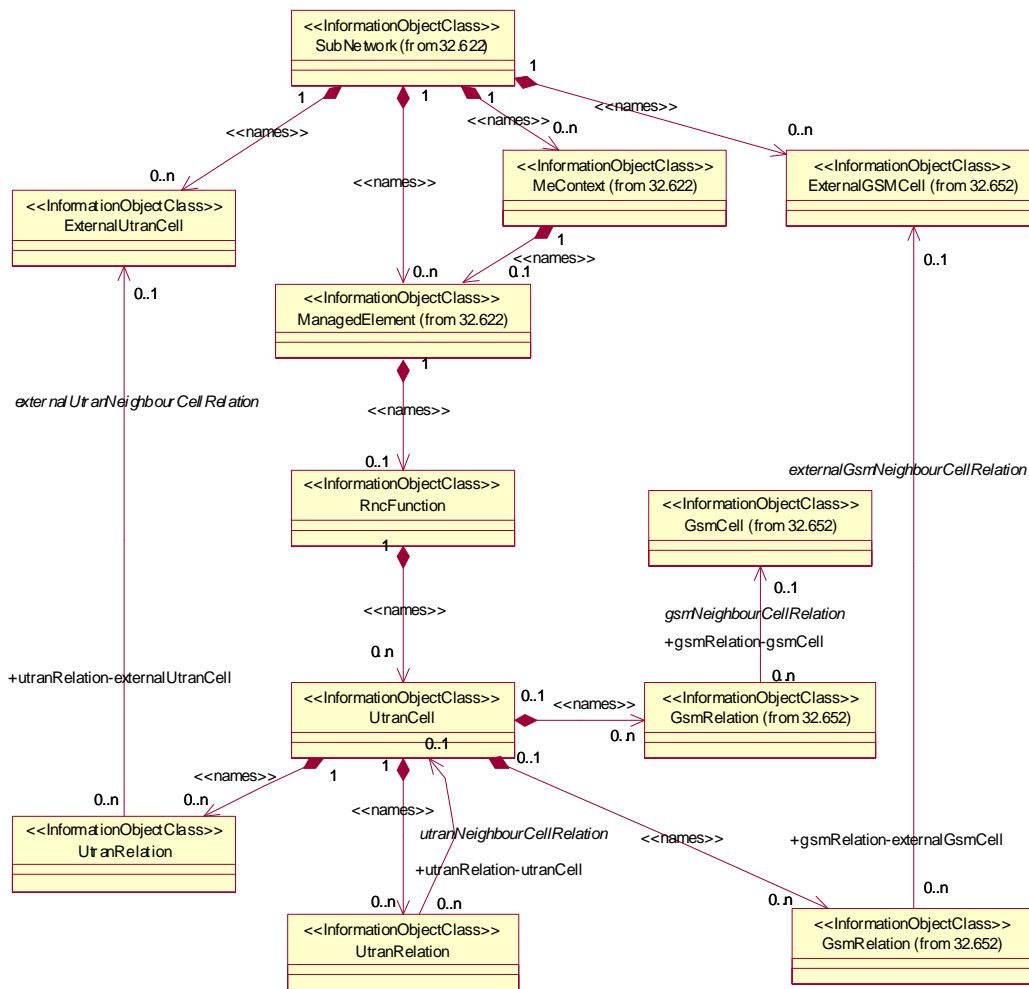 <<InformationObjectClass>>
SubNetwork (from 32.622)
1
1
1
1
<<names>>
<<names>>
<<names>>
<<names>>
0..n
0..n
0..n
0..n
<<InformationObjectClass>>
MeContext (from 32.622)
<<InformationObjectClass>>
ExternalGSMCell (from 32.652)
<<InformationObjectClass>>
ExternalUtranCell
1
<<names>>
0..1
0..1
0..1
<<InformationObjectClass>>
ManagedElement (from 32.622)
1
externalUtranNeighbourCellRelation
<<names>>
0..1
externalGsmNeighbourCellRelation
<<InformationObjectClass>>
RncFunction
<<InformationObjectClass>>
GsmCell (from 32.652)
1
0..1
<<names>>
gsmNeighbourCellRelation
+gsmRelation-gsmCell
0..n
0..n
+utranRelation-externalUtranCell
<<InformationObjectClass>>
UtranCell
0..1
<<names>>
0..n
<<InformationObjectClass>>
GsmRelation (from 32.652)
0..1
1
1
0..1
<<names>>
0..n
0..n
<<names>>
utranNeighbourCellRelation
+utranRelation-utranCell
<<names>>
+gsmRelation-externalGsmCell
<<InformationObjectClass>>
UtranRelation
0..n
0..n
0..n
0..n
<<InformationObjectClass>>
UtranRelation
<<InformationObjectClass>>
GsmRelation (from 32.652)